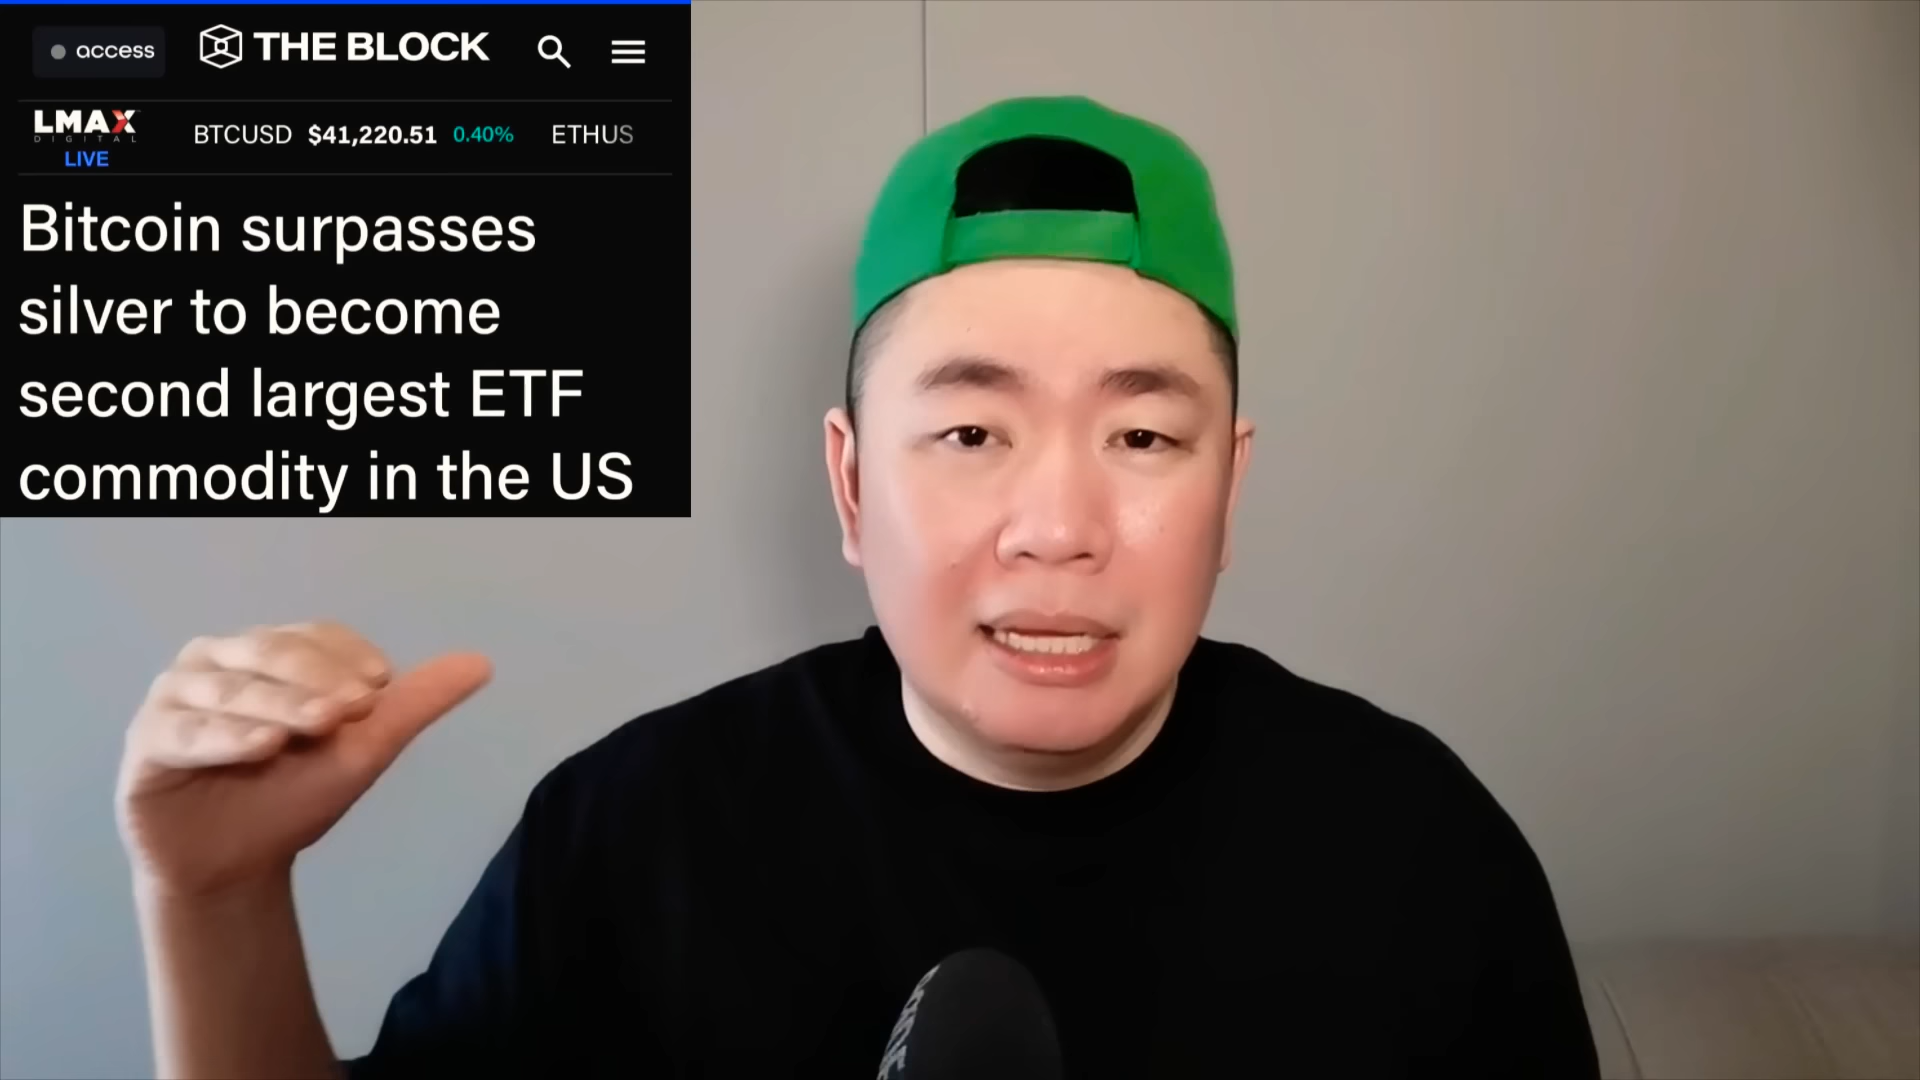 access
THE BLOCK
LMAX
DIGITAL
LIVE
BTCUSD $41,220.51 0.40% ETHUS
Bitcoin surpasses
silver to become
second largest ETF
commodity in the US